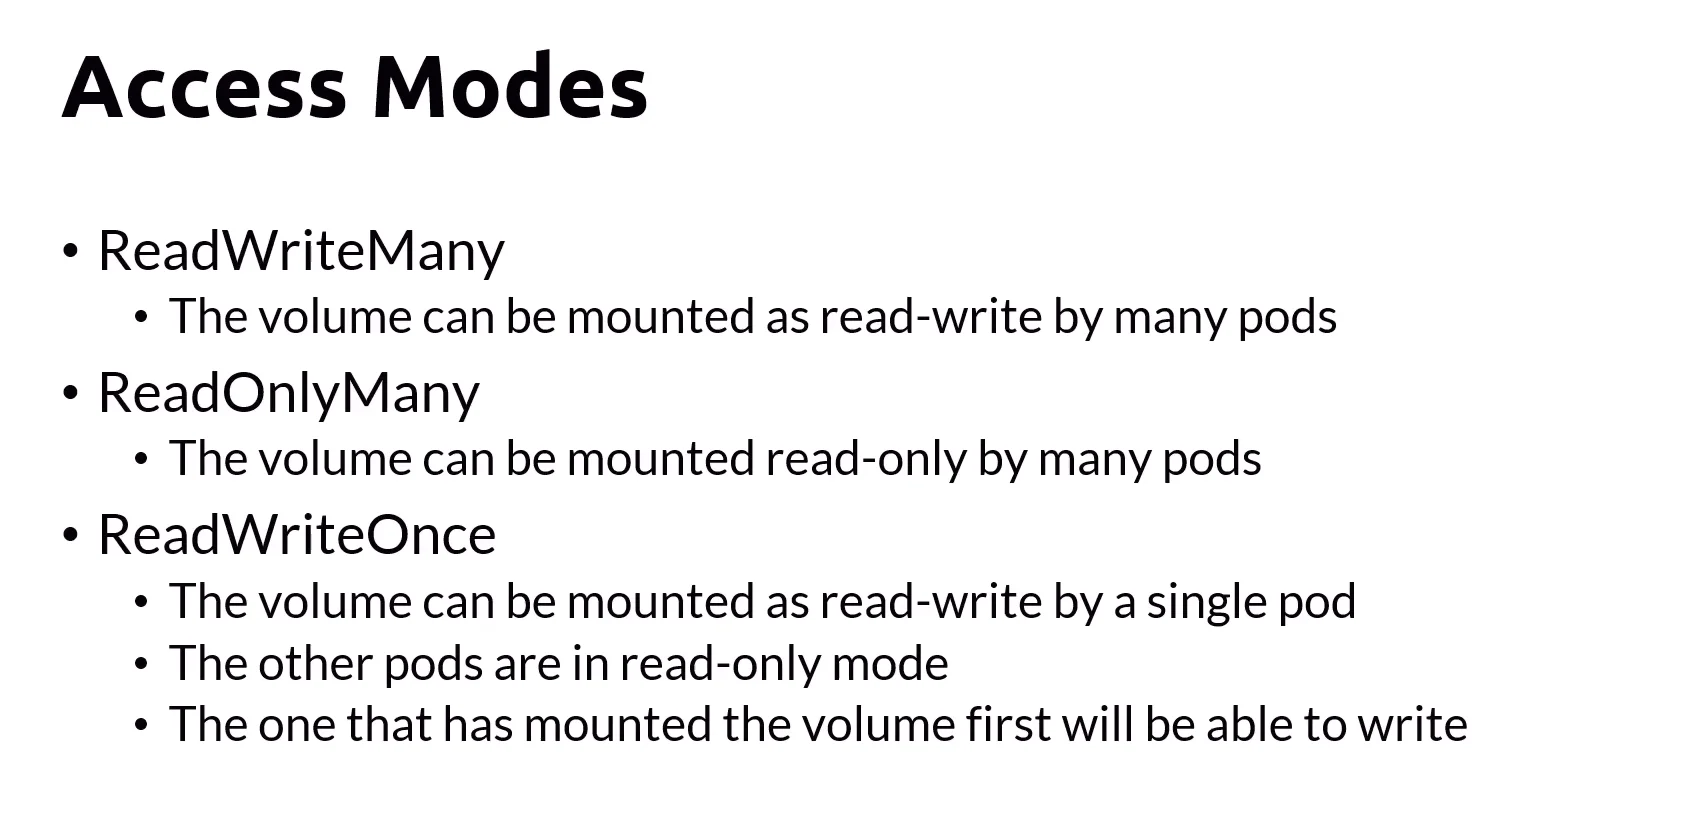 Access Modes
• ReadWriteMany
• The volume can be mounted as read-write by many pods
• ReadOnlyMany
• The volume can be mounted read-only by many pods
• ReadWriteOnce
• The volume can be mounted as read-write by a single pod
• The other pods are in read-only mode
• The one that has mounted the volume first will be able to write